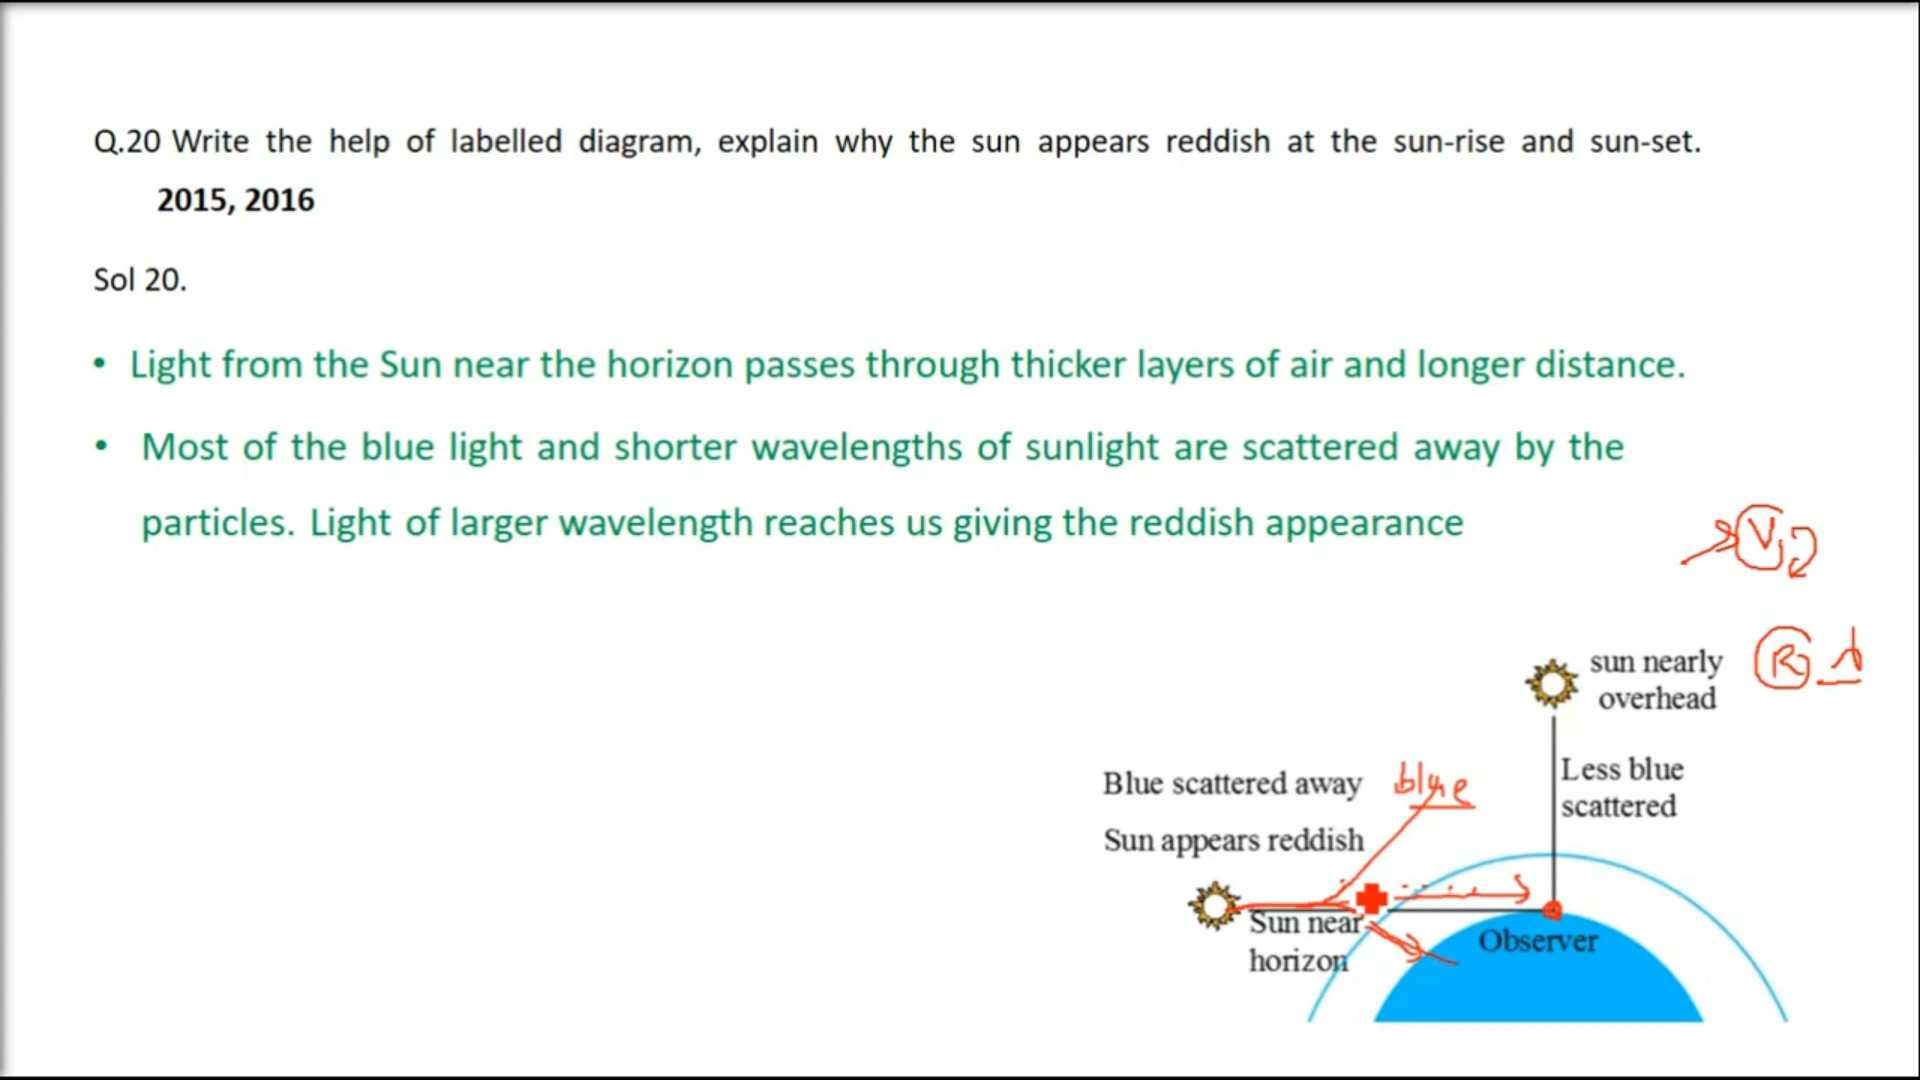 Q.20 Write the help of labelled diagram, explain why the sun appears reddish at the sun-rise and sun-set.
2015, 2016
Sol 20.
• Light from the Sun near the horizon passes through thicker layers of air and longer distance.
• Most of the blue light and shorter wavelengths of sunlight are scattered away by the
particles. Light of larger wavelength reaches us giving the reddish appearance
V
sun nearly
overhead
R
Blue scattered away
blue
Less blue
scattered
Sun appears reddish
Sun near
horizon
Observer